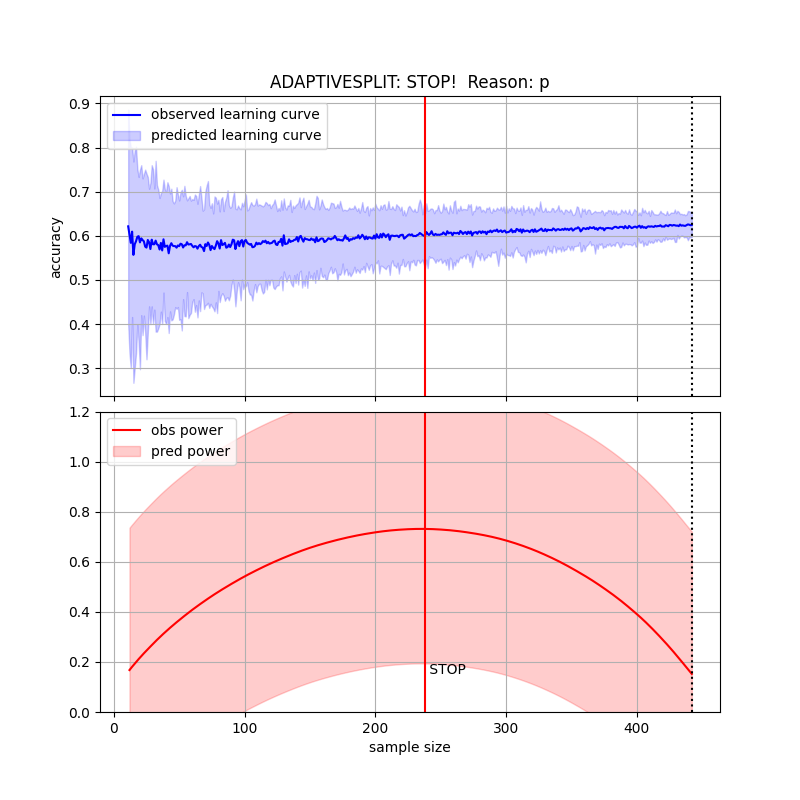 ADAPTIVESPLIT: STOP!  Reason: p
0.9
0.8
0.7
0.6
0.5
0.4
0.3
accuracy
observed learning curve
predicted learning curve
1.2
1.0
0.8
0.6
0.4
0.2
0.0
obs power
pred power
STOP
0 100 200 300 400
sample size